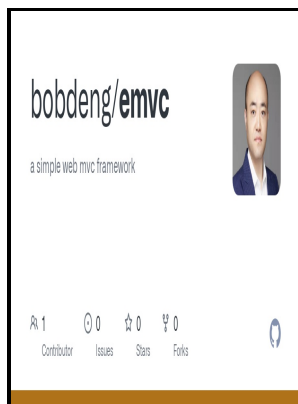 bobdeng/emvc
a simple web mvc framework
1 0 0 0
Contributor Issues Stars Forks